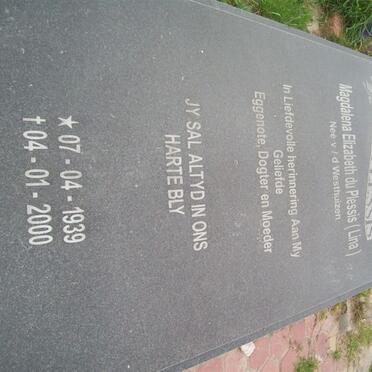 Magdalena Elizabeth du Plessis (Lina)
Nee v / d Westhuizen
In Liefdevolle herinnering Aan My
Geliefde
Eggenote, Dogter en Moeder
JY SAL ALTYD IN ONS
HARTE BLY
★ 07 - 04 - 1939
✝ 04 - 01 - 2000